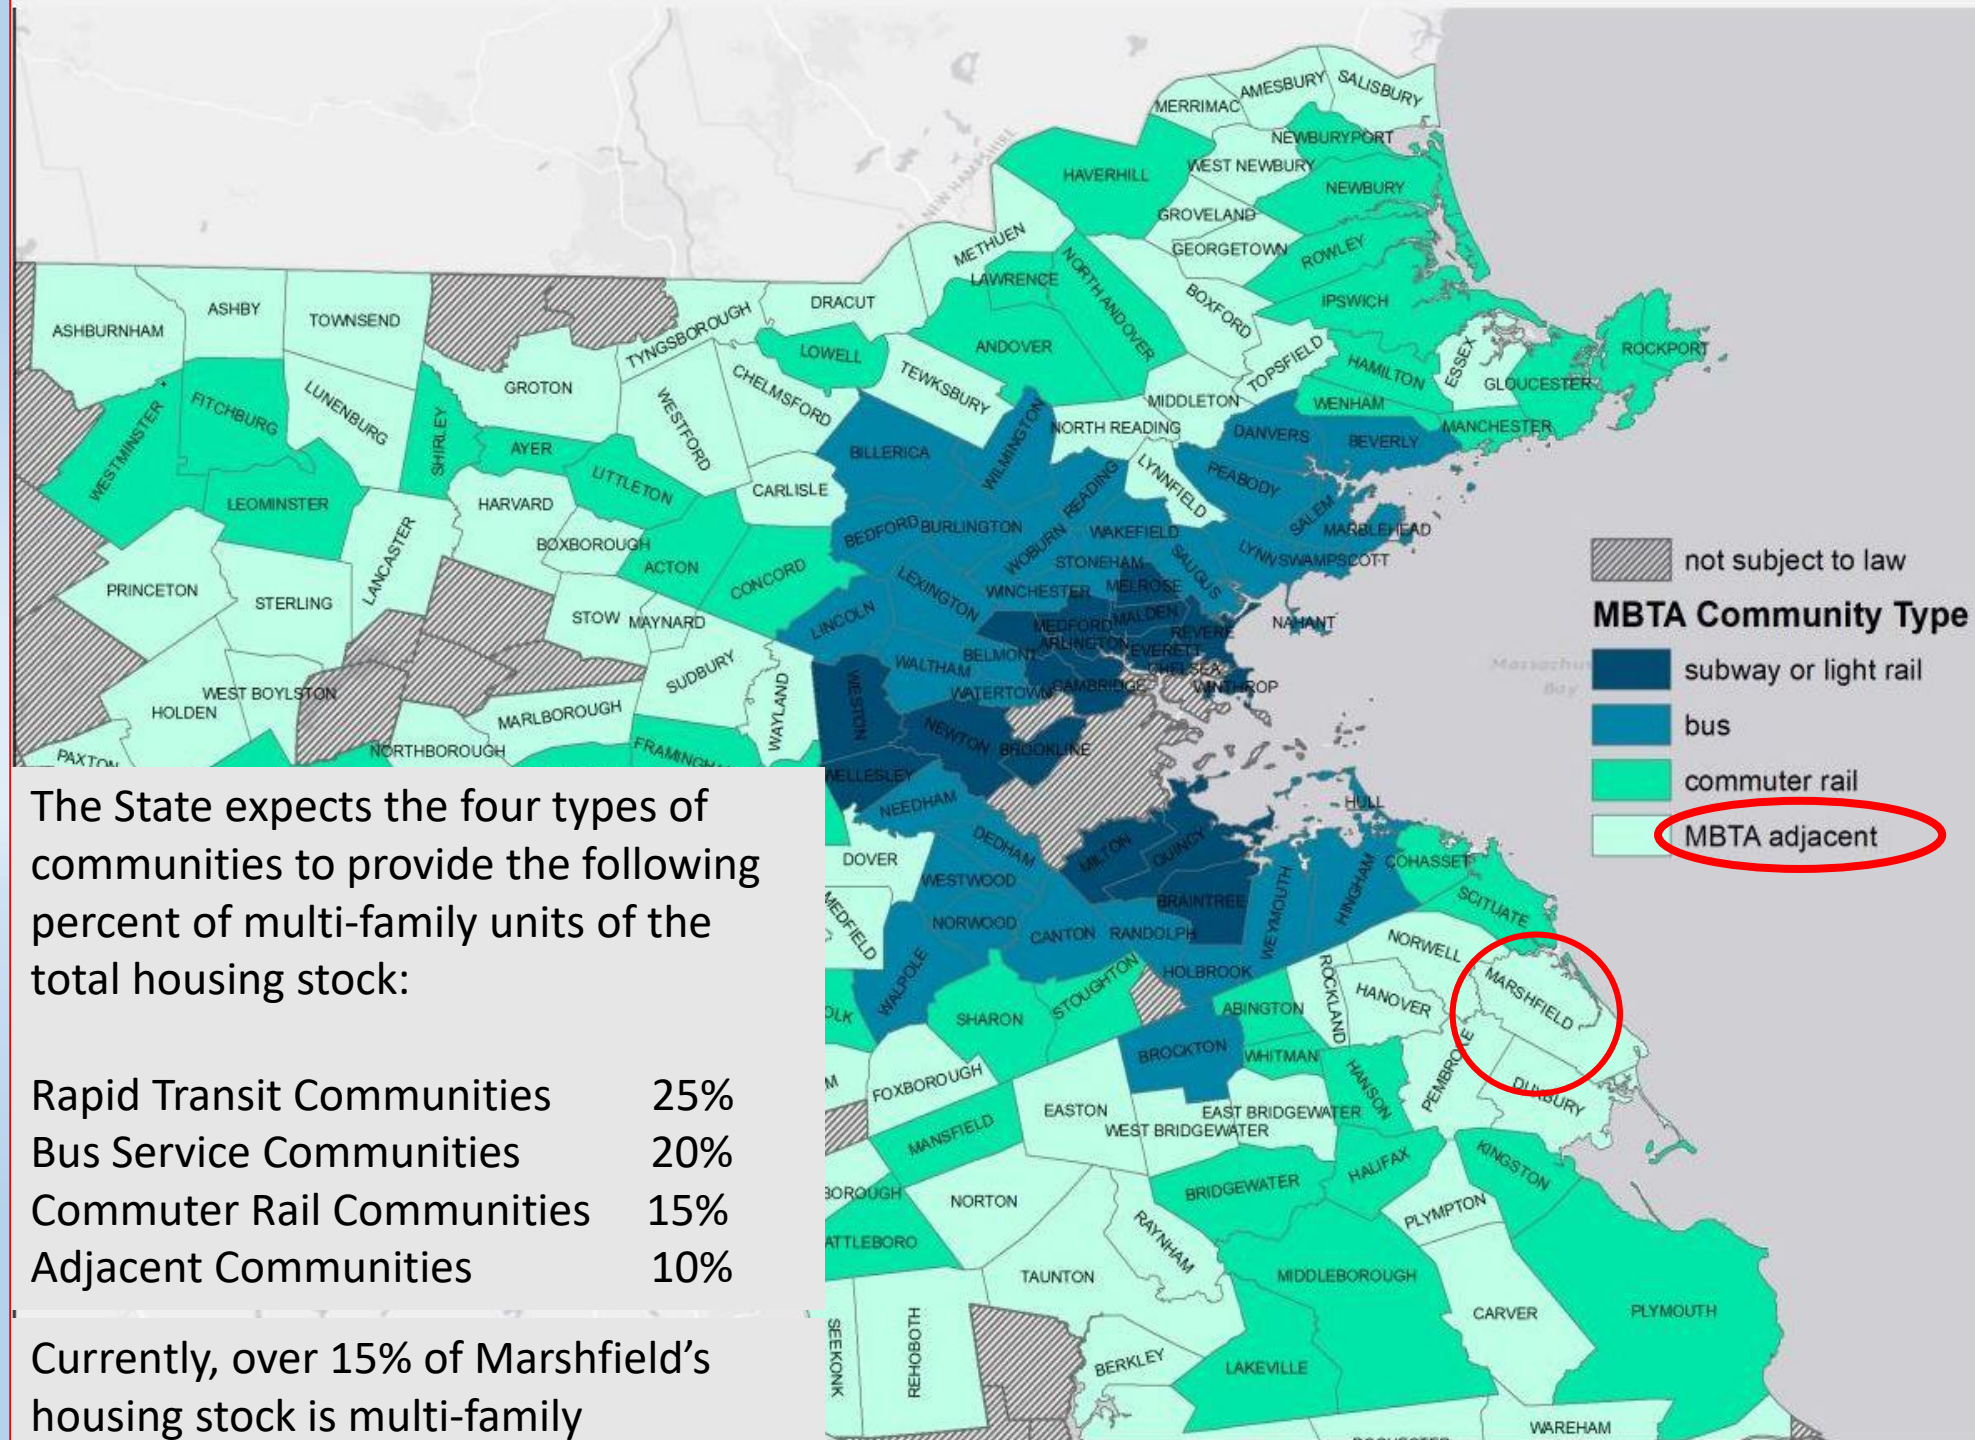 AMESBURY
SALISBURY
MERRIMAC
NEWBURYPORT
NEW HAMPSHIRE
HAVERHILL
WEST NEWBURY
NEWBURY
GROVELAND
METHUEN
GEORGETOWN
ROWLEY
LAWRENCE
NORTH ANDOVER
BOXFORD
IPSWICH
ASHBURNHAM
ASHBY
TOWNSEND
TYNGSBOROUGH
DRACUT
LOWELL
ANDOVER
TOPSFIELD
HAMILTON
ESSEX
GLOUCESTER
ROCKPORT
GROTON
CHELMSFORD
TEWKSBURY
MIDDLETON
WENHAM
MANCHESTER
WESTMINSTER
FITCHBURG
LUNENBURG
SHIRLEY
AYER
WESTFORD
BILLERICA
WILMINGTON
NORTH READING
DANVERS
BEVERLY
LITTLETON
LEOMINSTER
HARVARD
CARLISLE
READING
LYNNFIELD
PEABODY
SALEM
MARBLEHEAD
BEDFORD
BURLINGTON
WOBURN
WAKEFIELD
LYNN
SWAMPSCOTT
BOXBOROUGH
ACTON
CONCORD
LEXINGTON
STONEHAM
SAUGUS
PRINCETON
STERLING
LANCASTER
WINCHESTER
MELROSE
STOW
MAYNARD
LINCOLN
MEDFORD
MALDEN
REVERE
NAHANT
ARLINGTON
EVERETT
BELMONT
WALTHAM
CHELSEA
WATERTOWN
CAMBRIDGE
WINTHROP
SUDBURY
WAYLAND
WESTON
WEST BOYLSTON
HOLDEN
MARLBOROUGH
NEWTON
BROOKLINE
PAXTON
NORTHBOROUGH
FRAMINGHA
WELLESLEY
NEEDHAM
HULL
DEDHAM
MILTON
QUINCY
DOVER
WESTWOOD
BRAINTREE
WEYMOUTH
HINGHAM
COHASSET
SCITUATE
MEDFIELD
NORWOOD
CANTON
RANDOLPH
NORWELL
WALPOLE
HOLBROOK
ROCKLAND
HANOVER
MARSHFIELD
OLK
SHARON
STOUGHTON
ABINGTON
BROCKTON
WHITMAN
HANSON
PEMBROKE
DUXBURY
M
FOXBOROUGH
EASTON
EAST BRIDGEWATER
WEST BRIDGEWATER
MANSFIELD
HALIFAX
KINGSTON
BOROUGH
NORTON
BRIDGEWATER
PLYMPTON
ATTLEBORO
RAYNHAM
TAUNTON
MIDDLEBOROUGH
CARVER
PLYMOUTH
SEEKONK
REHOBOTH
BERKLEY
LAKEVILLE
WAREHAM
not subject to law
MBTA Community Type
subway or light rail
bus
commuter rail
MBTA adjacent
Bay
The State expects the four types of
communities to provide the following
percent of multi-family units of the
total housing stock:
Rapid Transit Communities 25%
Bus Service Communities 20%
Commuter Rail Communities 15%
Adjacent Communities 10%
Currently, over 15% of Marshfield’s
housing stock is multi-family